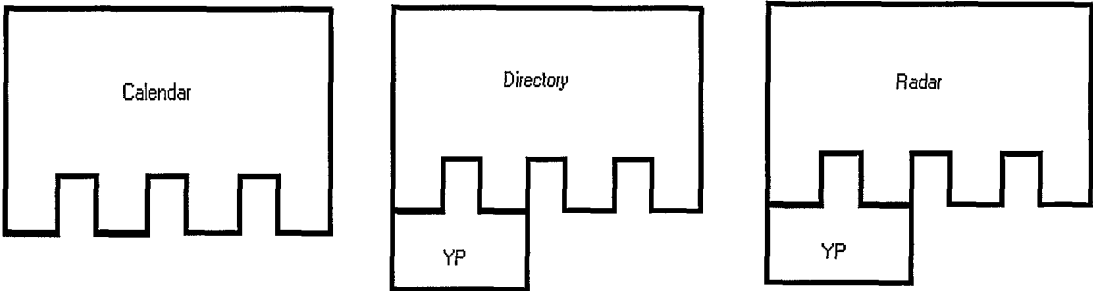 Calendar
Directory
Radar
YP
YP